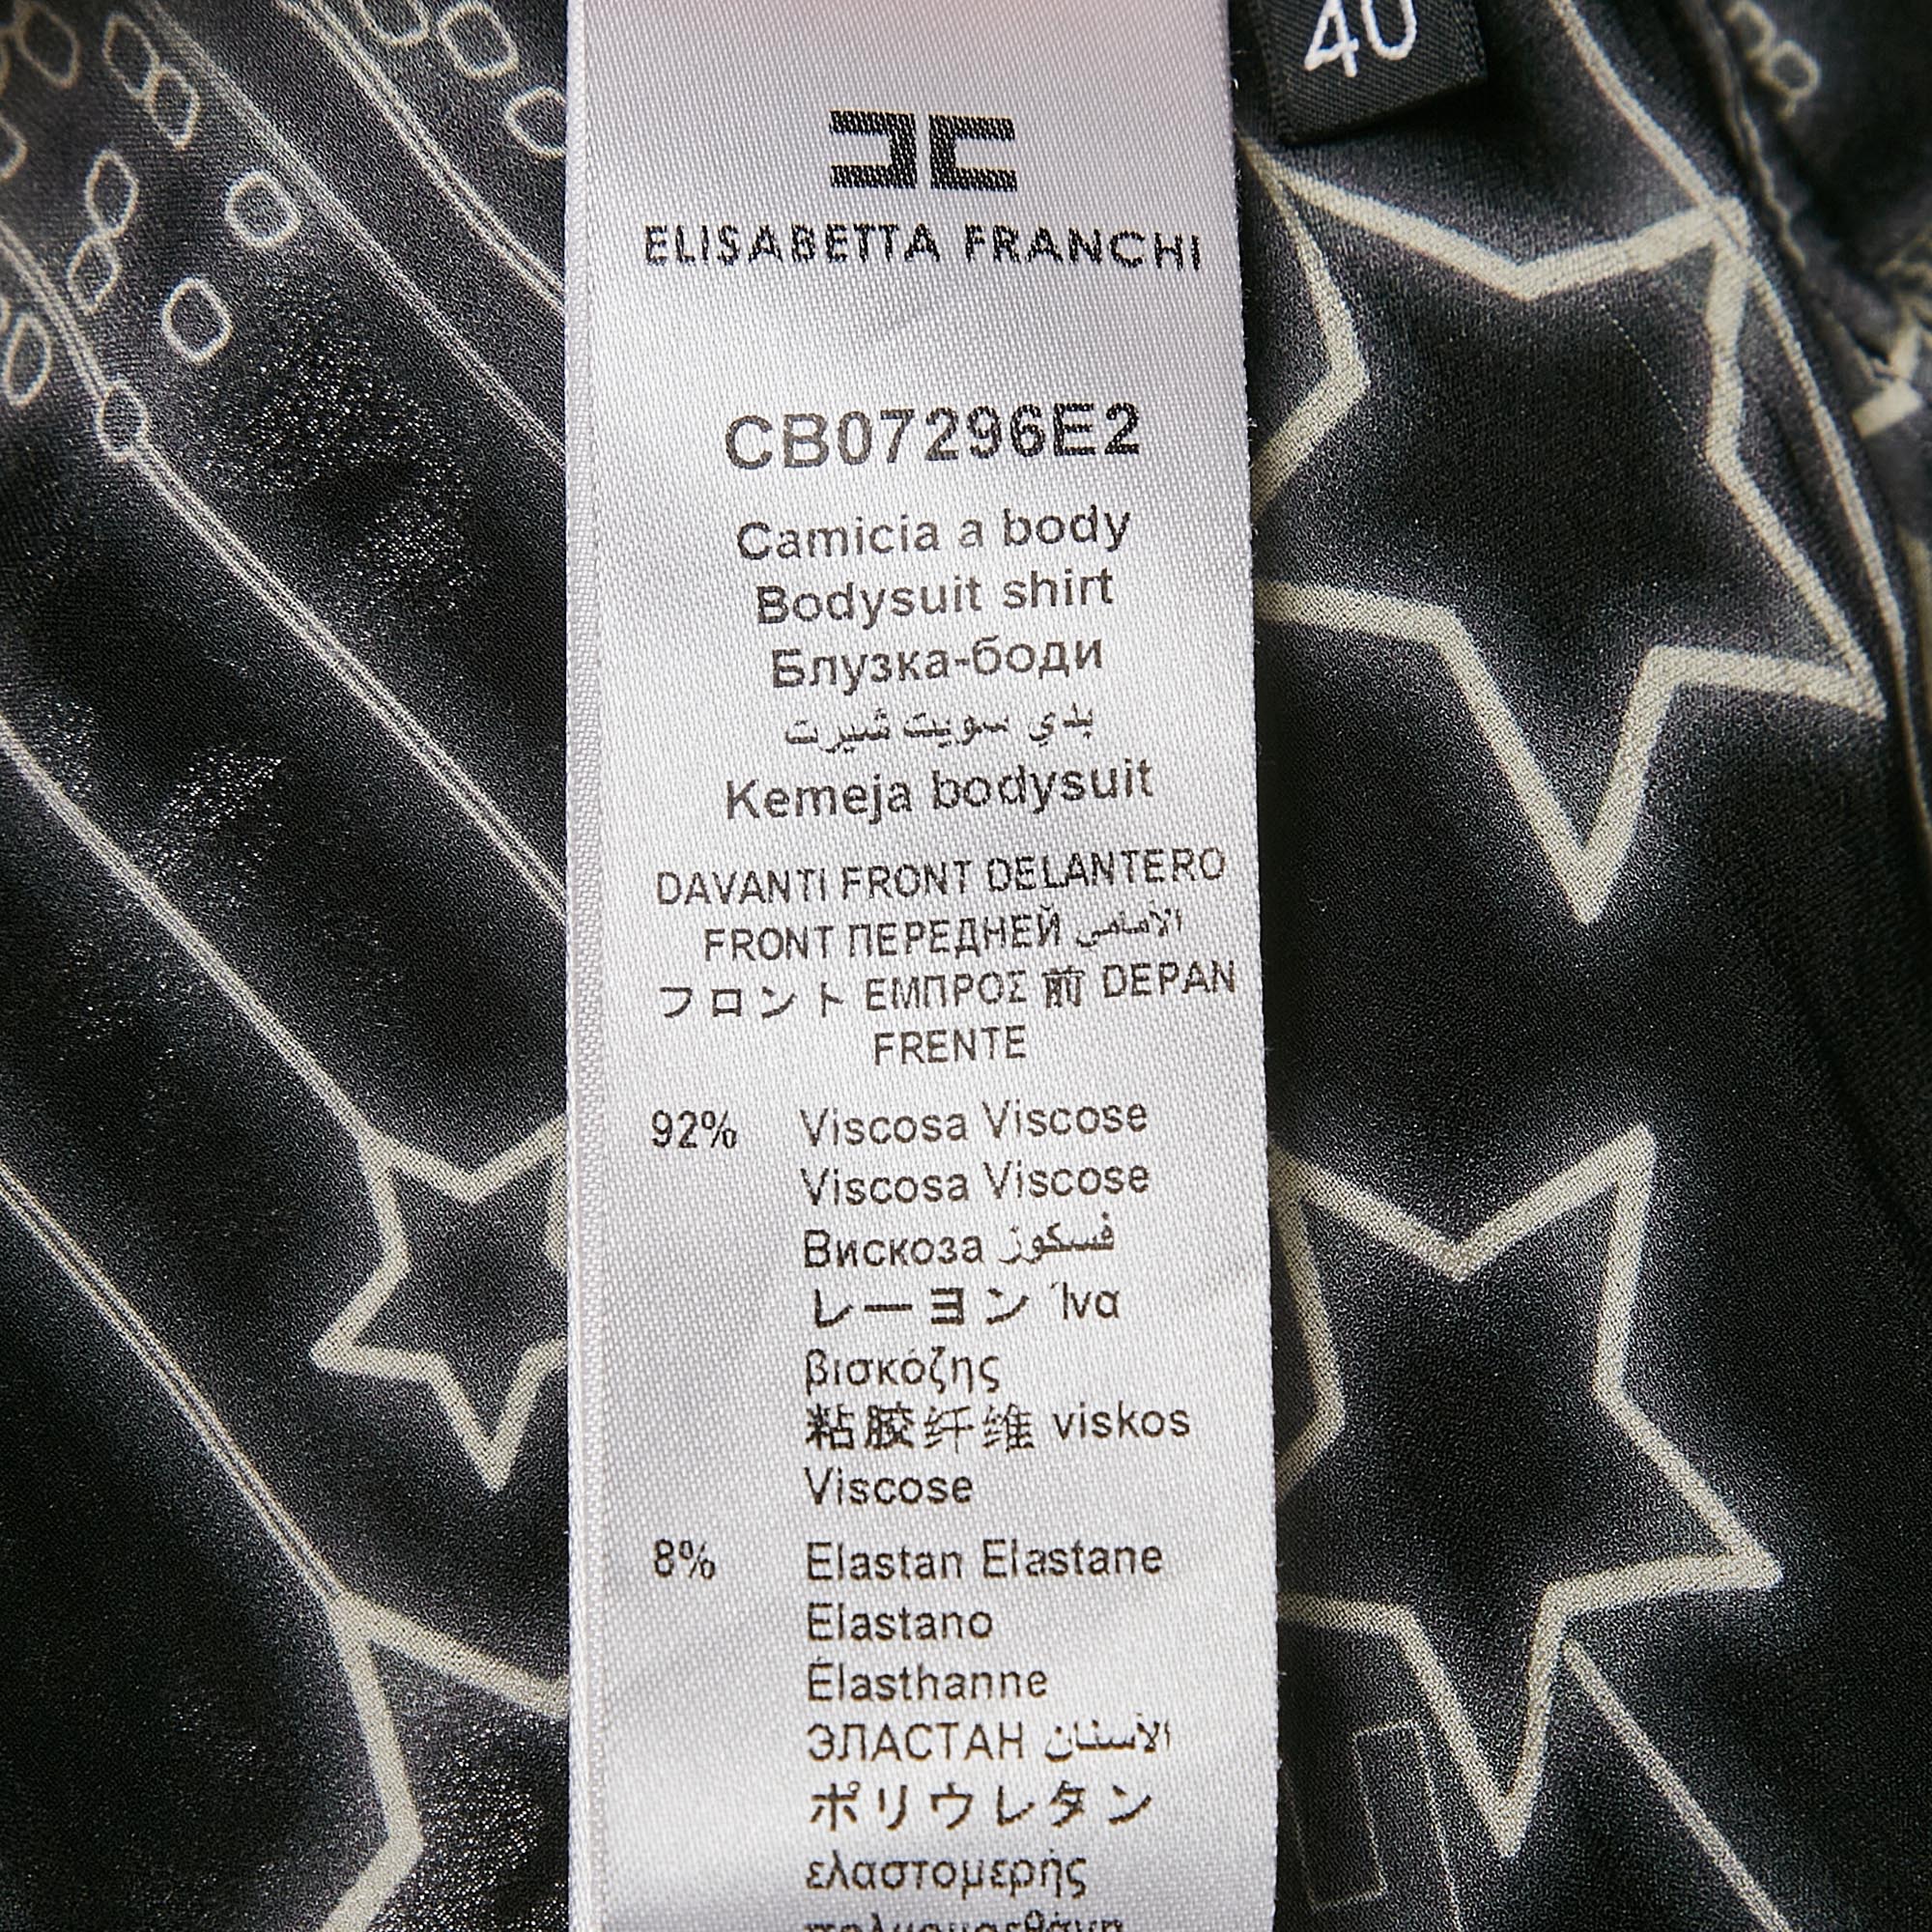 40
ELISABETTA FRANCHI
CB07296E2
Camicia a body
Bodysuit shirt
Блузка-боди
بدي سويت شيرت
Kemeja bodysuit
DAVANTI FRONT DELANTERO
FRONT ПЕРЕДНЕЙ الأمامي
フロント ΕΜΠΡΟΣ 前 DEPAN
FRENTE
92% Viscosa Viscose
Viscosa Viscose
Вискоза فسكوز
レーヨン Ίνα
βισκόζης
粘胶纤维 viskos
Viscose
8% Elastan Elastane
Elastano
Élasthanne
ЭЛАСТАН الأستان
ポリウレタン
ελαστομερής